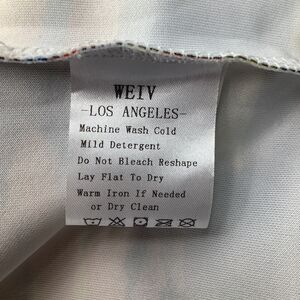 WEIV
-LOS ANGELES-
Machine Wash Cold
Mild Detergent
Do Not Bleach Reshape
Lay Flat To Dry
Warm Iron If Needed
or Dry Clean